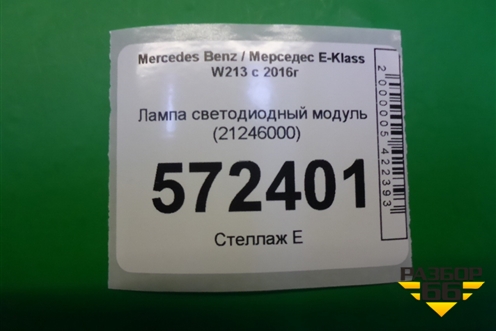 Mercedes Benz / Мерседес E-Klass
W213 с 2016г
Лампа светодиодный модуль
(21246000)
572401
Стеллаж Е
2000005422393
РАЗБОР
66